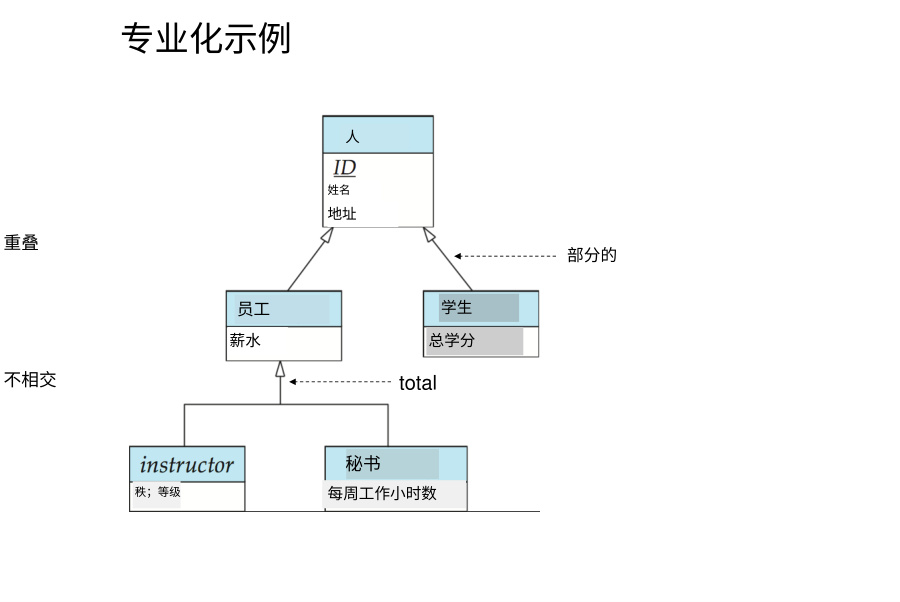 专业化示例
人
ID
姓名
地址
重叠
部分的
员工
薪水
学生
总学分
不相交
total
instructor
秩；等级
秘书
每周工作小时数